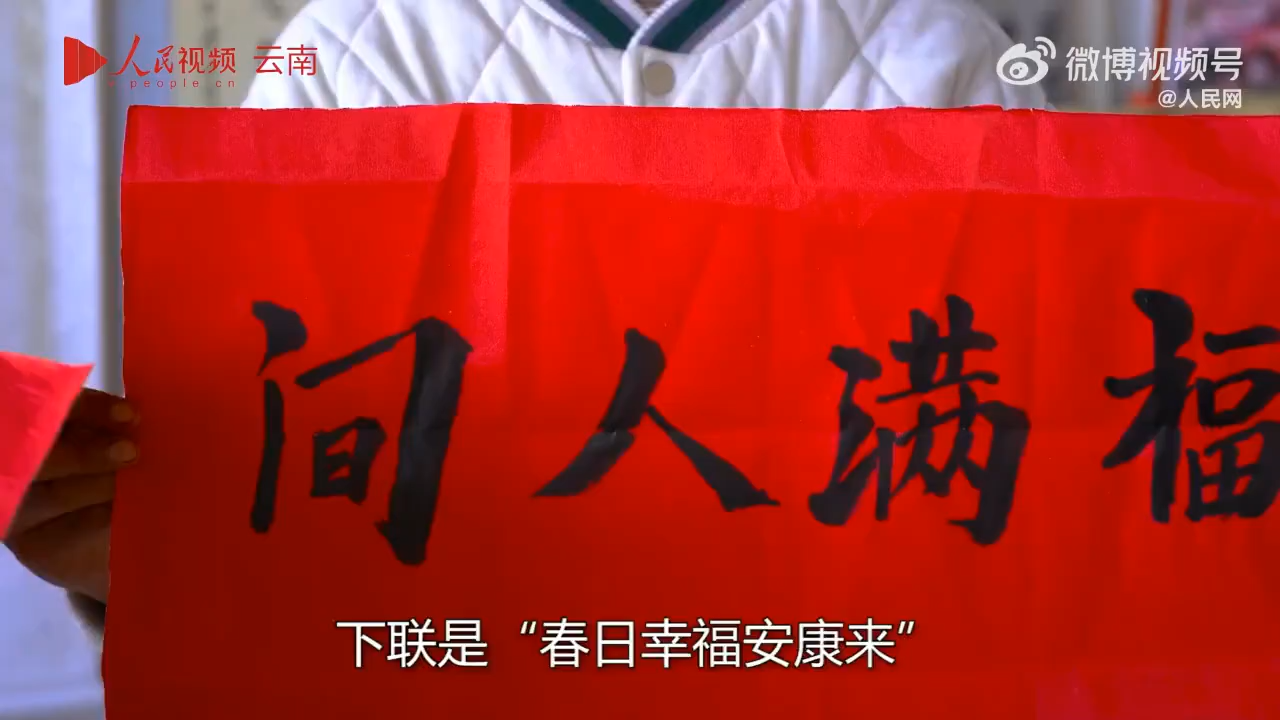 人民视频 云南
people cn
微博视频号
@人民网
间人满福
下联是“春日幸福安康来”